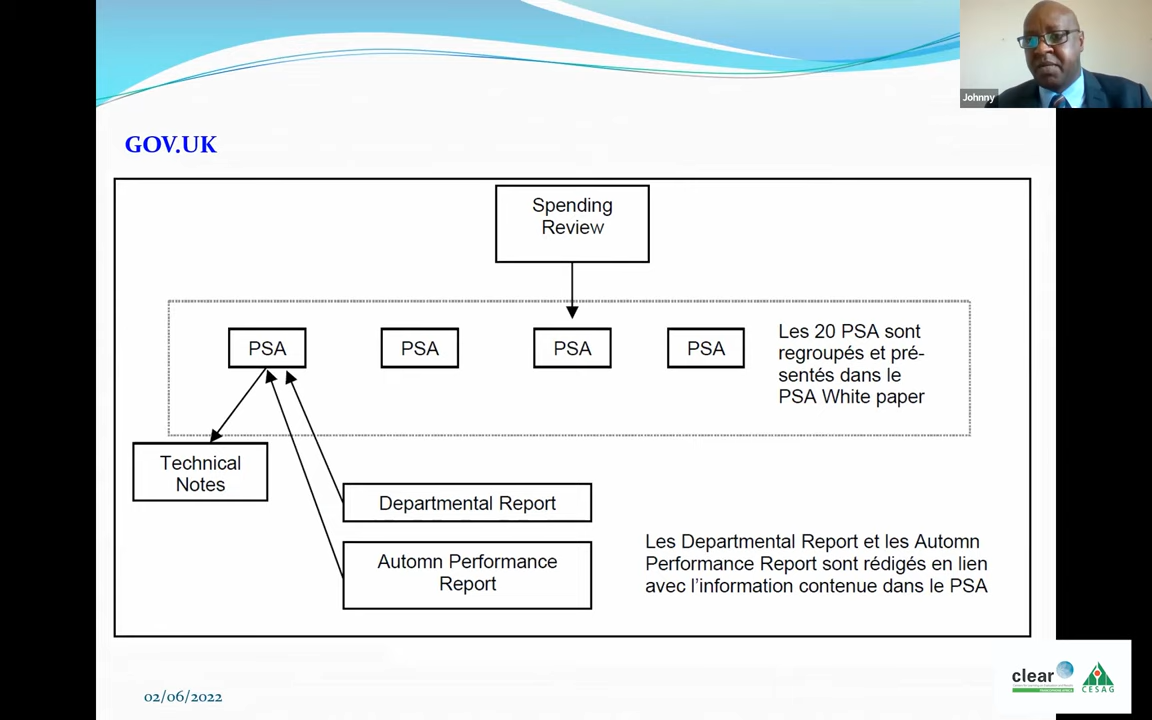 Johnny
GOV.UK
Spending
Review
PSA
PSA
PSA
PSA
Les 20 PSA sont
regroupés et pré-
sentés dans le
PSA White paper
Technical
Notes
Departmental Report
Automn Performance
Report
Les Departmental Report et les Automn
Performance Report sont rédigés en lien
avec l’information contenue dans le PSA
02/06/2022
clear
CESAG